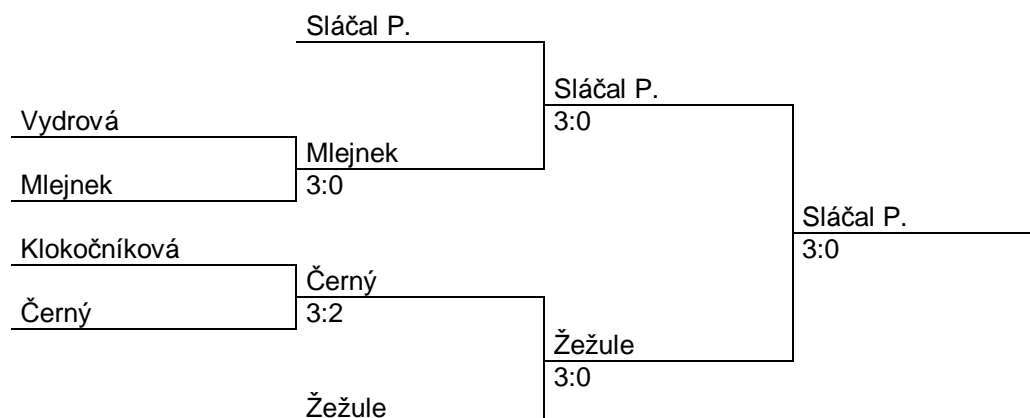 Sláčal P.
Sláčal P.
3:0
Vydrová
Mlejnek
3:0
Mlejnek
Sláčal P.
3:0
Klokočníková
Černý
3:2
Černý
Žežule
3:0
Žežule